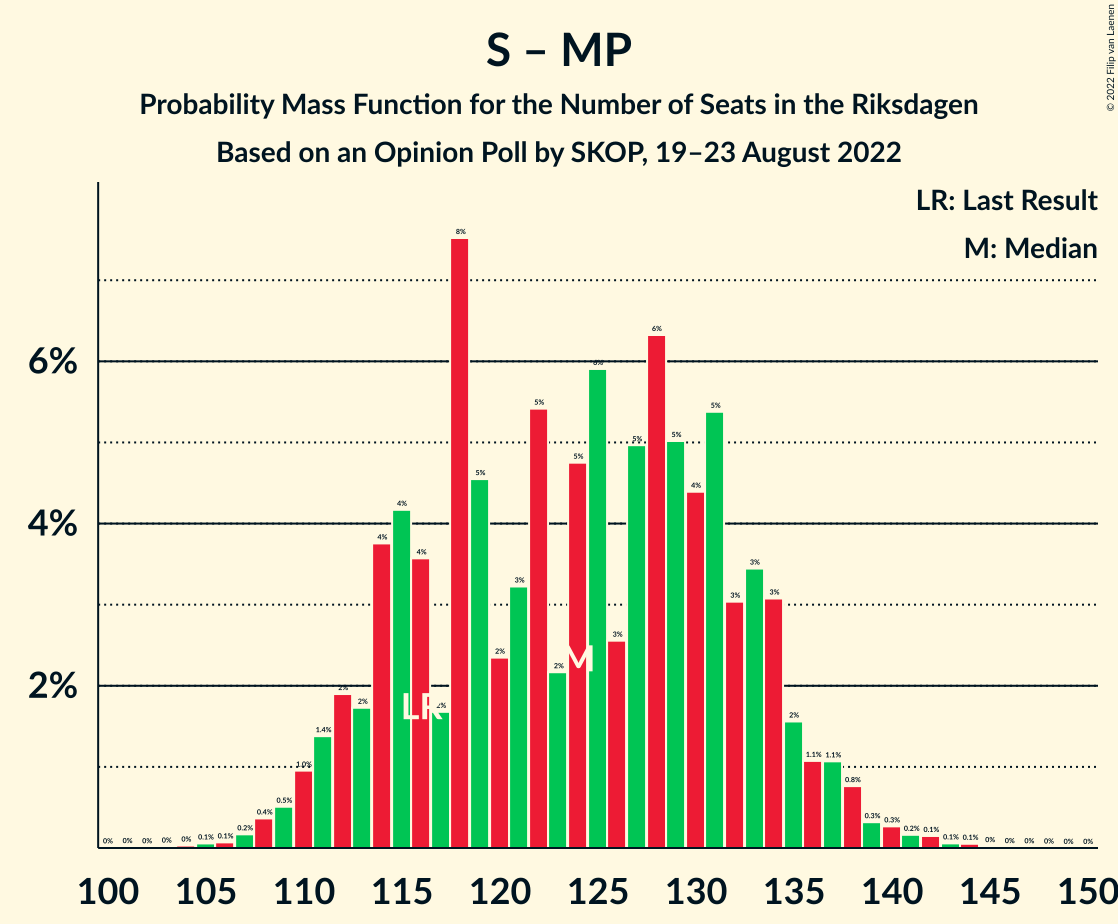 S – MP
Probability Mass Function for the Number of Seats in the Riksdagen
Based on an Opinion Poll by SKOP, 19–23 August 2022
© 2022 Filip van Laenen
LR: Last Result
M: Median
6%
4%
2%
0% 0% 0% 0% 0% 0.1% 0.1% 0.2% 0.4% 0.5% 1.0% 1.4% 2% 2% 4% 4% 4% 2% 8% 5% 2% 3% 5% 2% 5% 6% 3% 5% 6% 5% 4% 5% 3% 3% 3% 2% 1.1% 1.1% 0.8% 0.3% 0.3% 0.2% 0.1% 0.1% 0.1% 0% 0% 0% 0% 0% 0%
LR
M
100 105 110 115 120 125 130 135 140 145 150